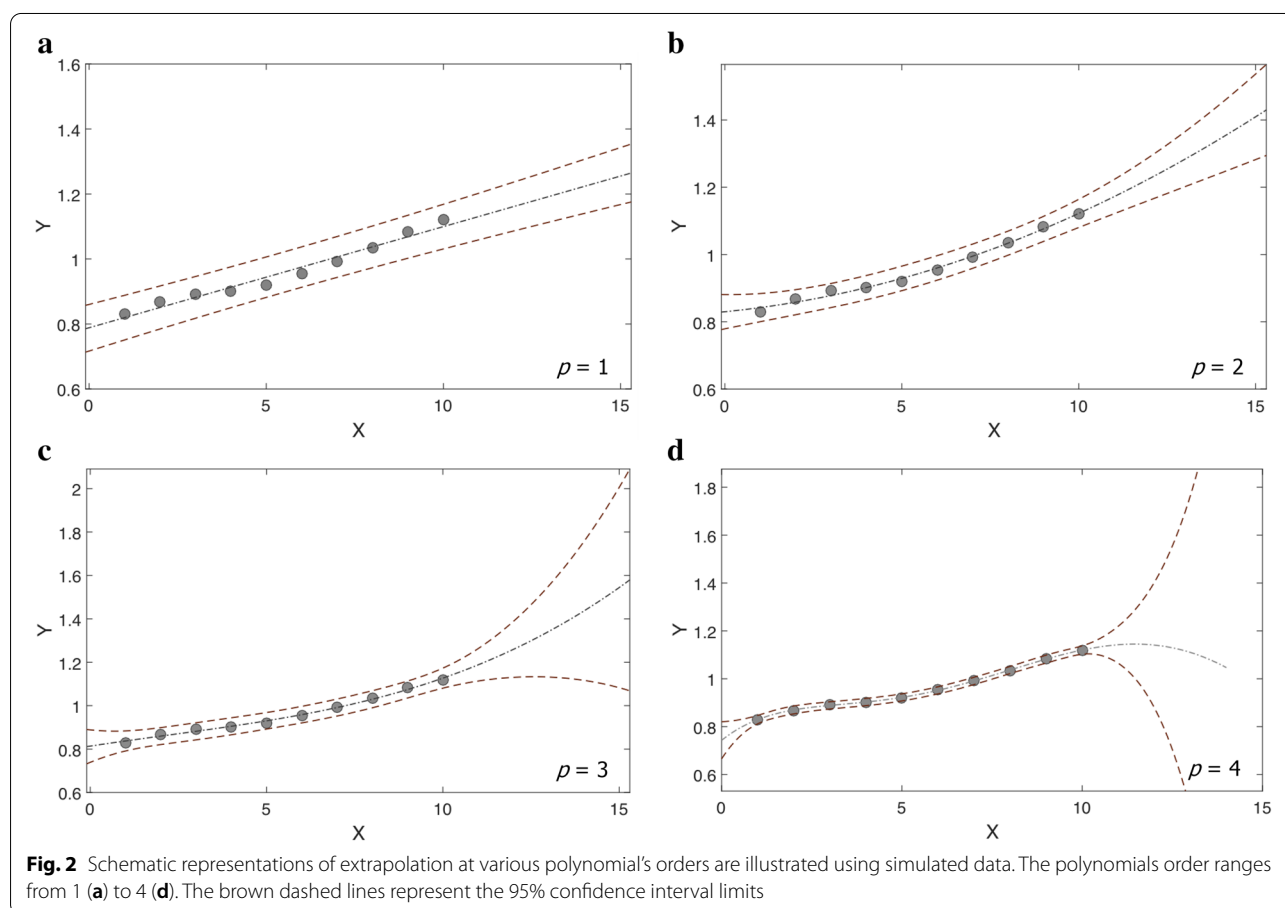 a
1.6
1.4
1.2
1
0.8
0.6
Y
0
5
10
15
X
p = 1
b
1.4
1.2
1
0.8
0.6
Y
0
5
10
15
X
p = 2
c
2
1.8
1.6
1.4
1.2
1
0.8
0.6
Y
0
5
10
15
X
p = 3
d
1.8
1.6
1.4
1.2
1
0.8
0.6
Y
0
5
10
15
X
p = 4
Fig. 2 Schematic representations of extrapolation at various polynomial's orders are illustrated using simulated data. The polynomials order ranges
from 1 (a) to 4 (d). The brown dashed lines represent the 95% confidence interval limits